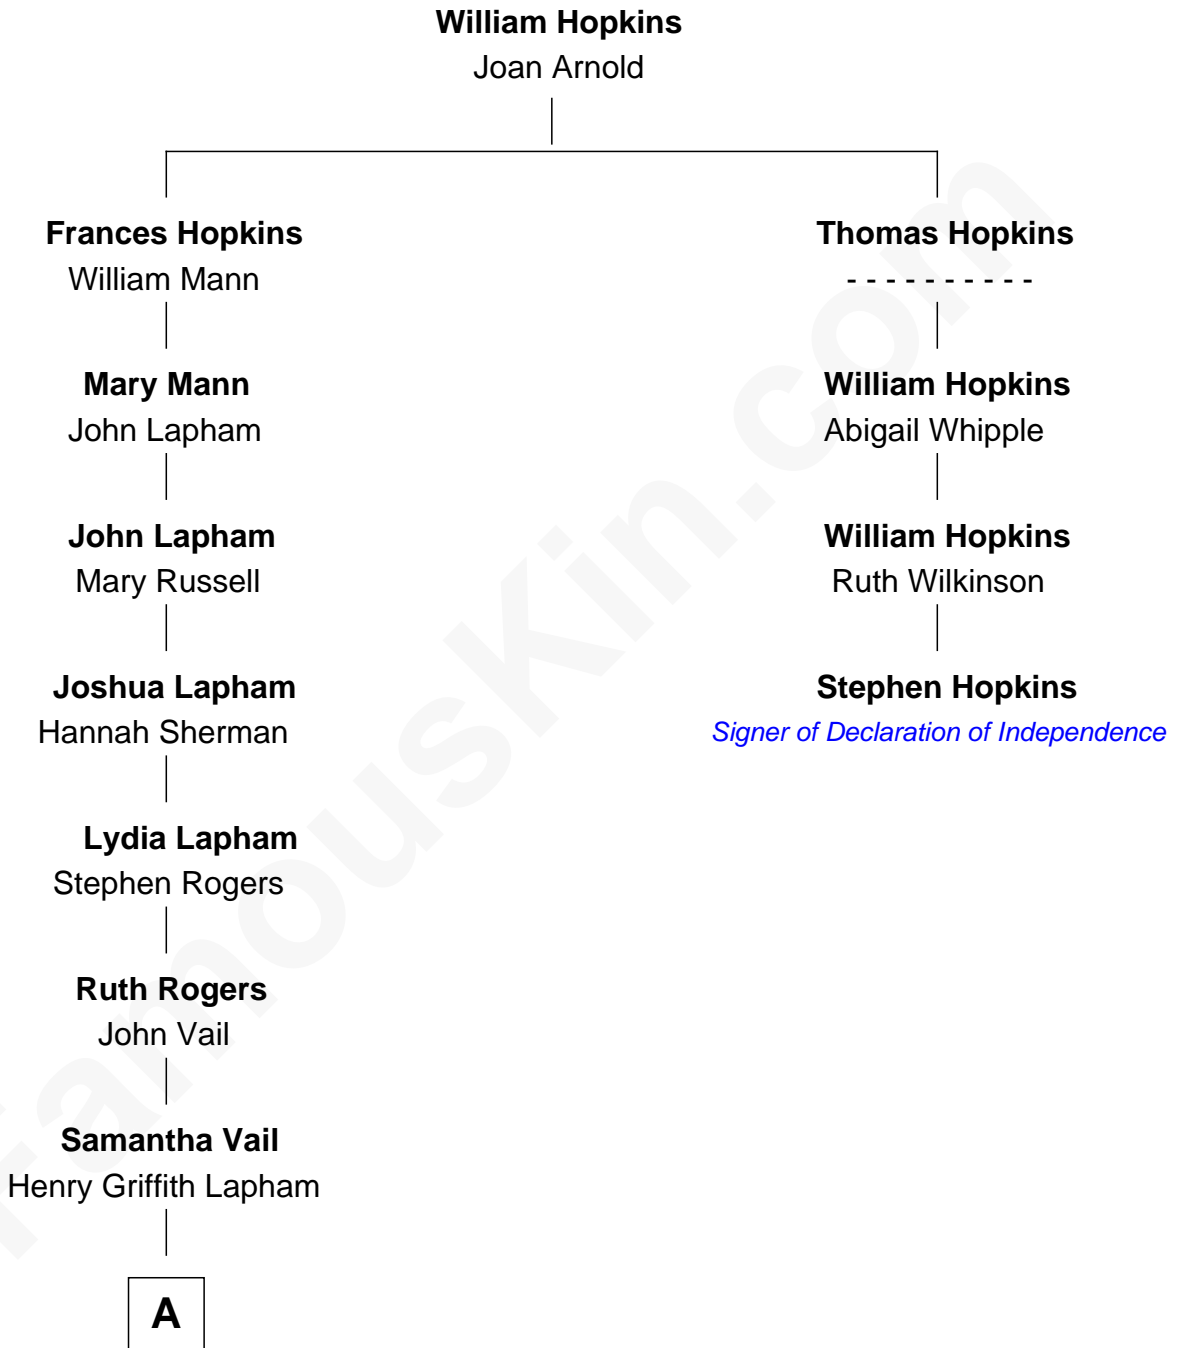 William Hopkins
Joan Arnold
Frances Hopkins
William Mann
Thomas Hopkins
- - - - - - - - - -
Mary Mann
John Lapham
William Hopkins
Abigail Whipple
John Lapham
Mary Russell
William Hopkins
Ruth Wilkinson
Joshua Lapham
Hannah Sherman
Stephen Hopkins
Signer of Declaration of Independence
Lydia Lapham
Stephen Rogers
Ruth Rogers
John Vail
Samantha Vail
Henry Griffith Lapham
A
FamousKin.com